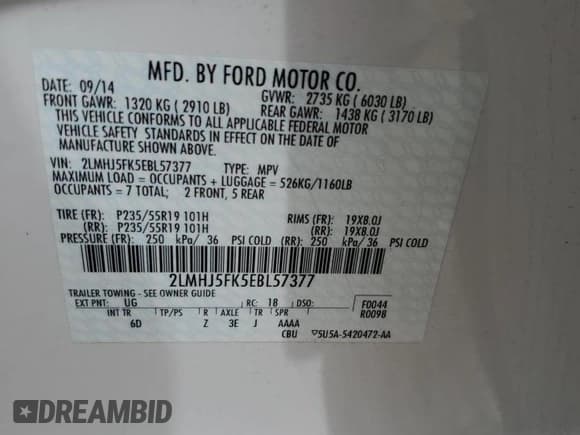 MFD. BY FORD MOTOR CO.
DATE: 09/14 GVWR: 2735 KG ( 6030 LB)
FRONT GAWR: 1320 KG ( 2910 LB) REAR GAWR: 1438 KG ( 3170 LB)
THIS VEHICLE CONFORMS TO ALL APPLICABLE FEDERAL MOTOR
VEHICLE SAFETY STANDARDS IN EFFECT ON THE DATE OF
MANUFACTURE SHOWN ABOVE.
VIN: 2LMHJ5FK5EBL57377 TYPE: MPV
MAXIMUM LOAD = OCCUPANTS + LUGGAGE = 526KG/1160LB
OCCUPANTS = 7 TOTAL; 2 FRONT, 5 REAR
TIRE (FR): P235/55R19 101H RIMS (FR): 19X8.0J
(RR): P235/55R19 101H (RR): 19X8.0J
PRESSURE (FR): 250 kPa/ 36 PSI COLD (RR): 250 kPa/ 36 PSI COLD
2LMHJ5FK5EBL57377
TRAILER TOWING - SEE OWNER GUIDE
EXT PNT: UG RC: 18 DSO: F0044
INT TR TP/PS R AXLE TR SPR R0098
6D Z 3E J AAAA
CBU 5U5A-5420472-AA
DREAMBID